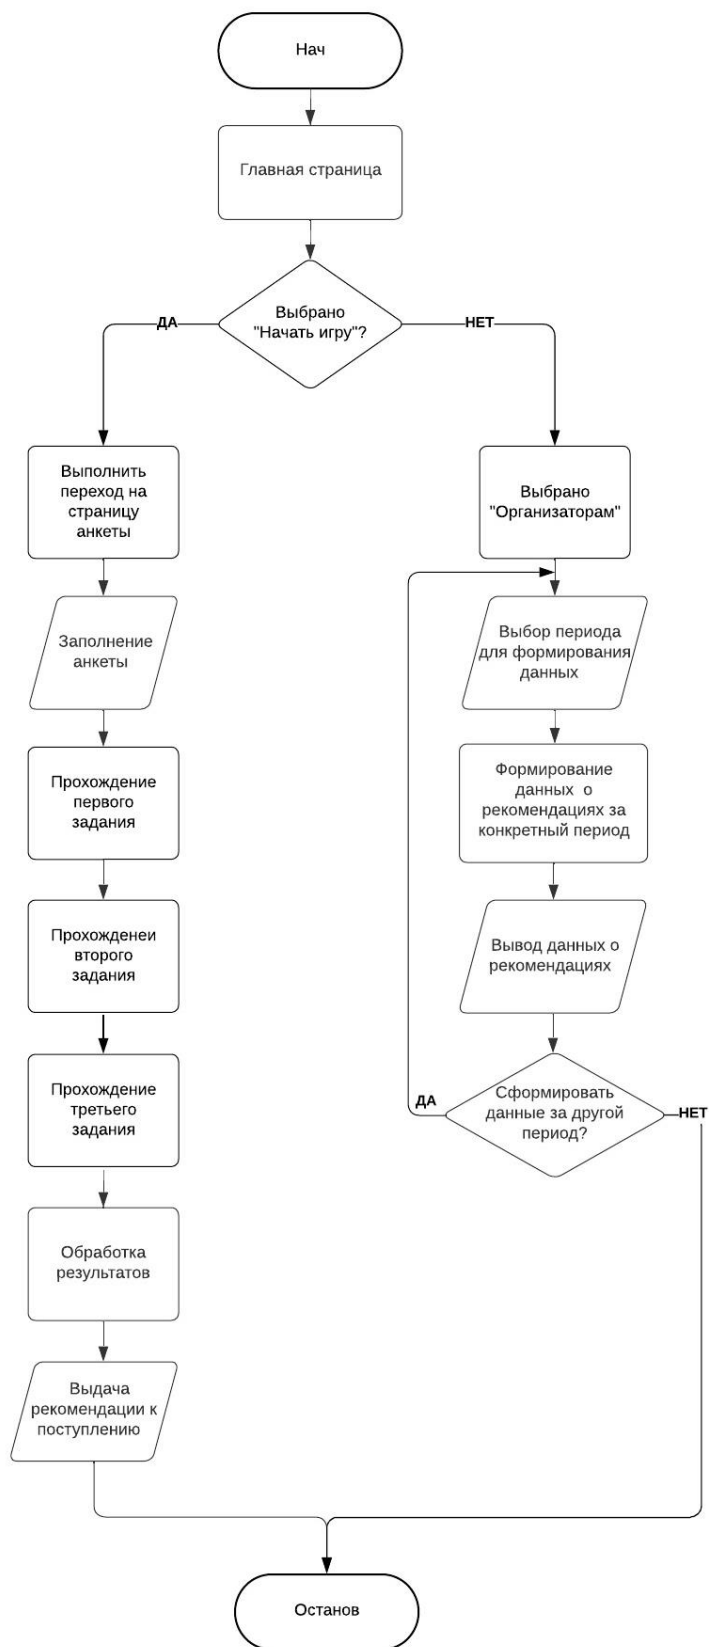 Нач
Главная страница
Выбрано
"Начать игру"?
ДА
НЕТ
Выполнить
переход на
страницу
анкеты
Заполнение
анкеты
Прохождение
первого
задания
Прохожденеи
второго
задания
Прохождение
третьего
задания
Обработка
результатов
Выдача
рекомендации к
поступлению
Выбрано
"Организаторам"
Выбор периода
для формирования
данных
Формирование
данных о
рекомендациях за
конкретный период
Вывод данных о
рекомендациях
Сформировать
данные за другой
период?
ДА
НЕТ
Останов